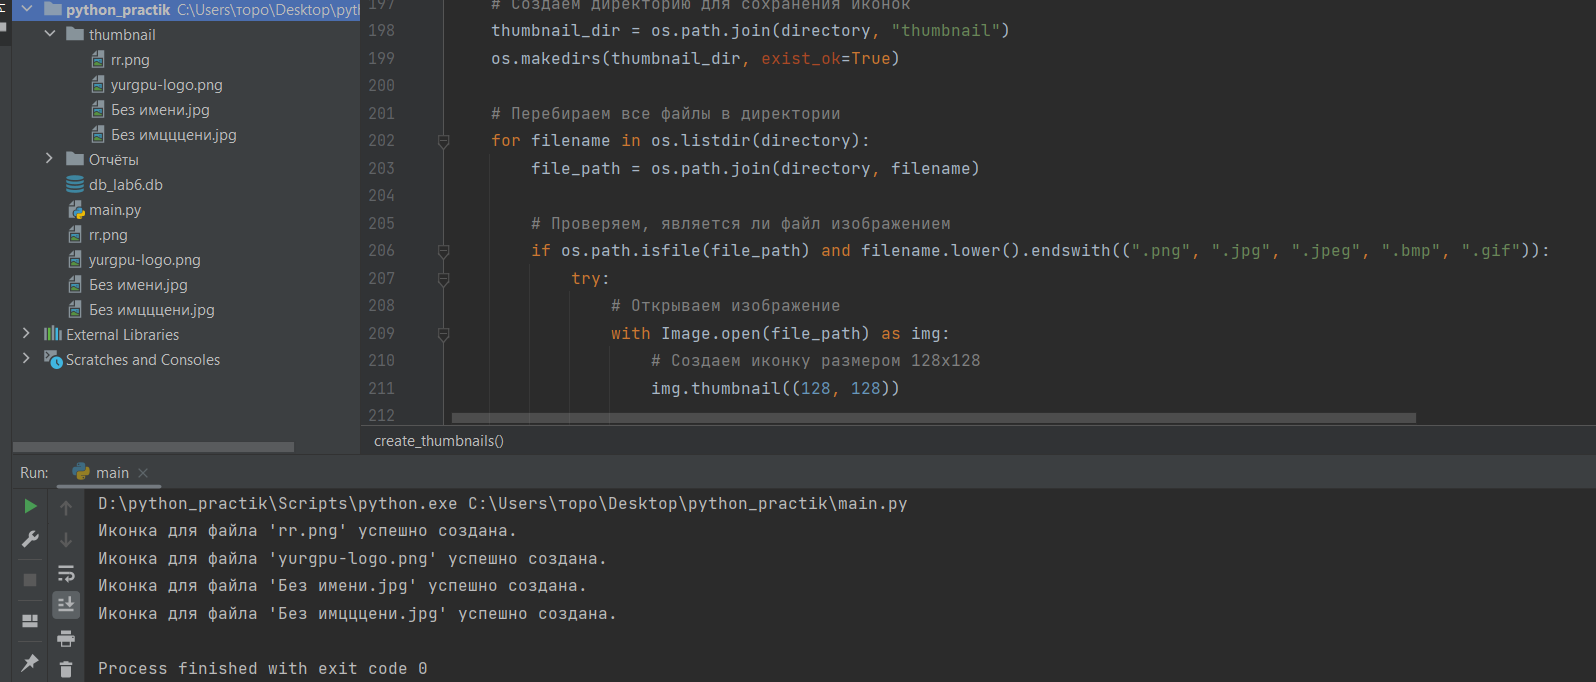 python_practik C:\Users\торо\Desktop\pyt
thumbnail
rr.png
yurgpu-logo.png
Без имени.jpg
Без имцццени.jpg
Отчёты
db_lab6.db
main.py
rr.png
yurgpu-logo.png
Без имени.jpg
Без имцццени.jpg
External Libraries
Scratches and Consoles
197 # Создаем директорию для сохранения иконок
198 thumbnail_dir = os.path.join(directory, "thumbnail")
199 os.makedirs(thumbnail_dir, exist_ok=True)
200
201 # Перебираем все файлы в директории
202 for filename in os.listdir(directory):
203 file_path = os.path.join(directory, filename)
204
205 # Проверяем, является ли файл изображением
206 if os.path.isfile(file_path) and filename.lower().endswith((".png", ".jpg", ".jpeg", ".bmp", ".gif")):
207 try:
208 # Открываем изображение
209 with Image.open(file_path) as img:
210 # Создаем иконку размером 128x128
211 img.thumbnail((128, 128))
212
create_thumbnails()
Run: main
D:\python_practik\Scripts\python.exe C:\Users\торо\Desktop\python_practik\main.py
Иконка для файла 'rr.png' успешно создана.
Иконка для файла 'yurgpu-logo.png' успешно создана.
Иконка для файла 'Без имени.jpg' успешно создана.
Иконка для файла 'Без имцццени.jpg' успешно создана.
Process finished with exit code 0